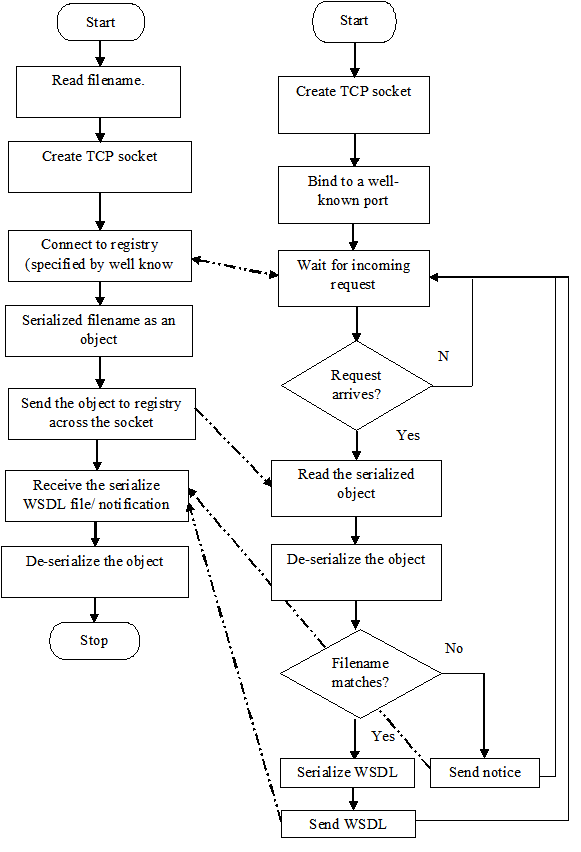 Start
Read filename.
Create TCP socket
Connect to registry
(specified by well know
Serialized filename as an
object
Send the object to registry
across the socket
Receive the serialize
WSDL file/ notification
De-serialize the object
Stop
Start
Create TCP socket
Bind to a well-
known port
Wait for incoming
request
Request
arrives?
N
Yes
Read the serialized
object
De-serialize the object
Filename
matches?
No
Yes
Serialize WSDL
Send notice
Send WSDL